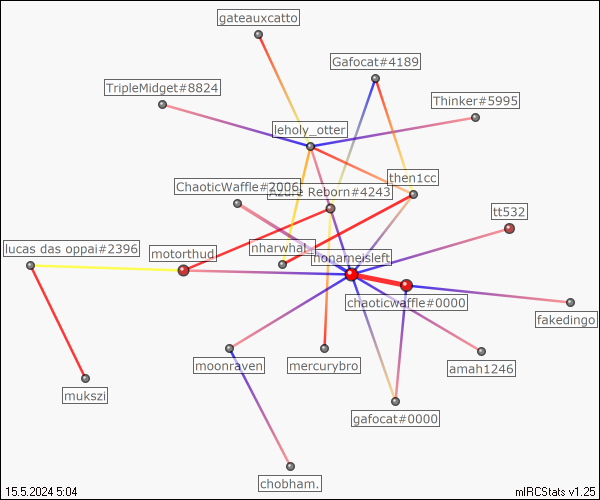 gateauxcatto
Gafocat#4189
TripleMidget#8824
Thinker#5995
leholy_otter
then1cc
ChaoticWaffle#2006
Azure Reborn#4243
tt532
lucas das oppai#2396
motorthud
nharwhal
nonameisleft
chaoticwaffle#0000
fakedingo
moonraven
mercurybro
amah1246
mukszi
gafocat#0000
chobham.
15.5.2024 5:04
mIRCStats v1.25